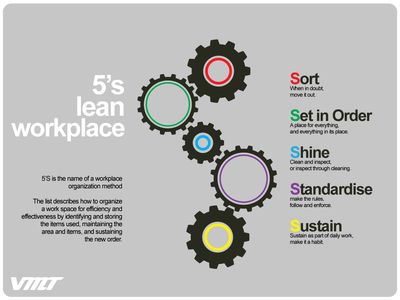 5's
lean
workplace
5'S is the name of a workplace
organization method
The list describes how to organize
a work space for efficiency and
effectiveness by identifying and storing
the items used, maintaining the
area and items, and sustaining
the new order.
Sort
When in doubt,
move it out.
Set in Order
A place for everything,
and everything in its place.
Shine
Clean and inspect,
or inspect through cleaning.
Standardise
make the rules,
follow and enforce.
Sustain
Sustain as part of daily work,
make it a habit.